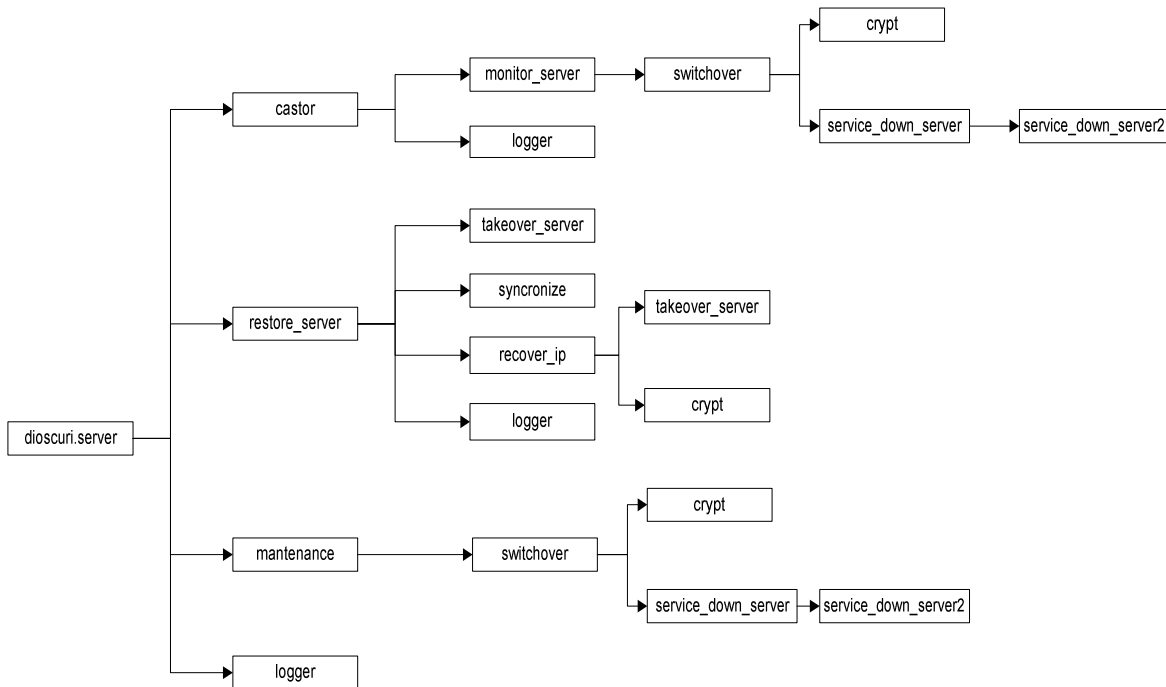 crypt
monitor_server
switchover
castor
service_down_server
service_down_server2
logger
takeover_server
syncronize
takeover_server
restore_server
recover_ip
crypt
logger
dioscuri.server
crypt
mantenance
switchover
service_down_server
service_down_server2
logger